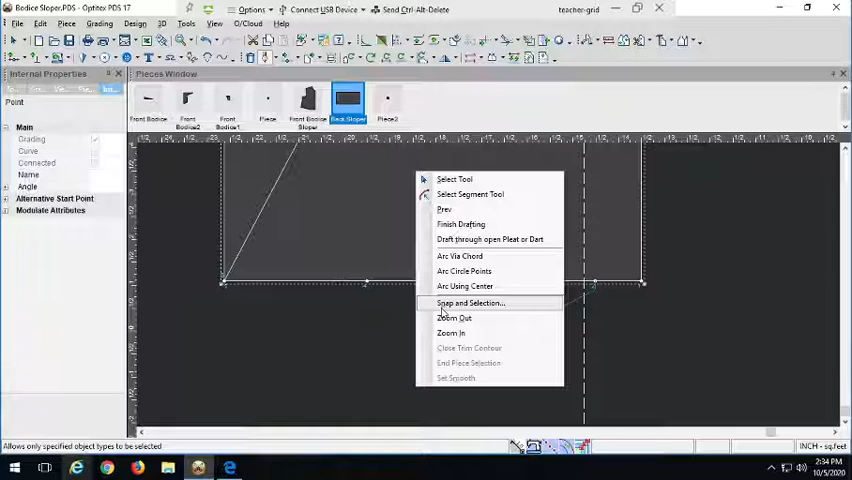 Bodice Sloper.PDS - Optitex PDS 17
Options
Connect USB Device
Send Ctrl-Alt-Delete
teacher-grid
File
Edit
Piece
Grading
Design
3D
Tools
View
O/Cloud
Help
Internal Properties
Pieces Window
Point
Main
Grading
Curve
Connected
Name
Angle
Alternative Start Point
Modulate Attributes
Front Bodice
Front Bodice2
Front Bodice1
Piece
Front Bodice Sloper
Back Sloper
Piece2
Select Tool
Select Segment Tool
Prev
Finish Drafting
Draft through open Pleat or Dart
Arc Via Chord
Arc Circle Points
Arc Using Center
Snap and Selection...
Zoom Out
Zoom In
Close Trim Contour
End Piece Selection
Set Smooth
Allows only specified object types to be selected
INCH - sq.feet
2:34 PM
10/5/2020